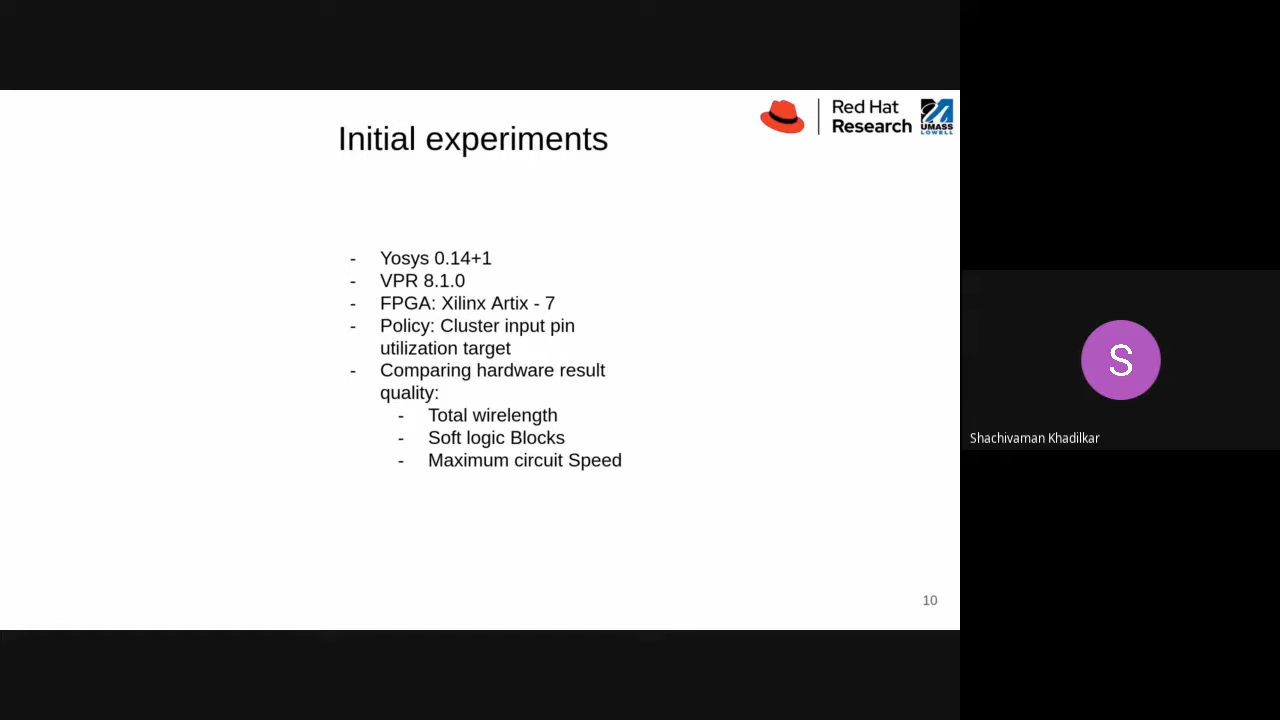 Red Hat
Research
UMASS
LOWELL
Initial experiments
- Yosys 0.14+1
- VPR 8.1.0
- FPGA: Xilinx Artix - 7
- Policy: Cluster input pin
utilization target
- Comparing hardware result
quality:
- Total wirelength
- Soft logic Blocks
- Maximum circuit Speed
10
S
Shachivaman Khadilkar